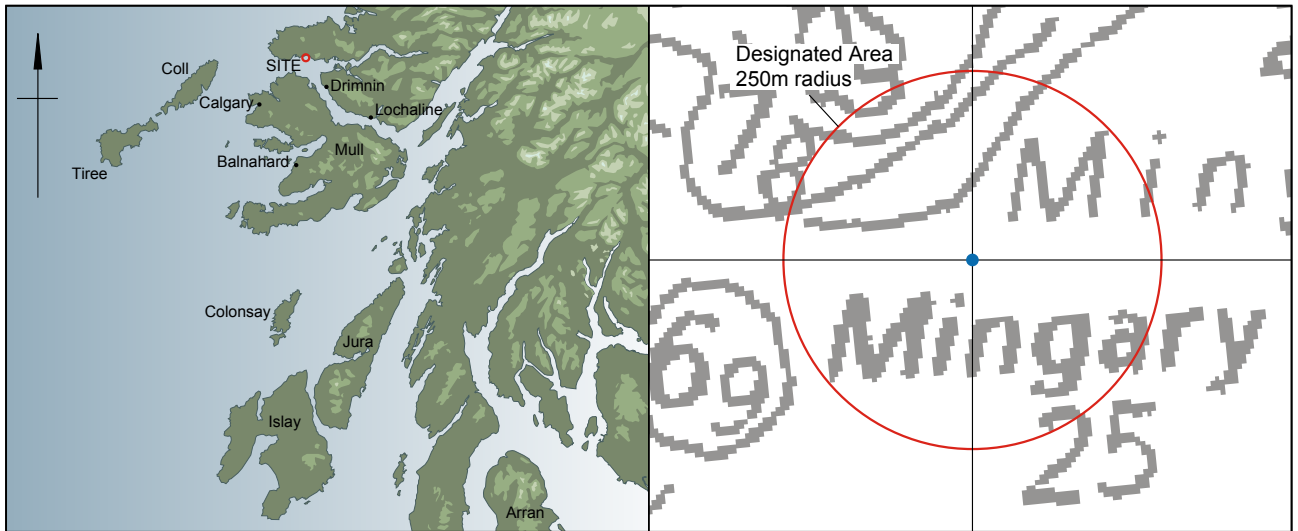 SITE
Coll
Drimnin
Calgary
Lochaline
Mull
Balnahard
Tiree
Colonsay
Jura
Islay
Arran
Designated Area
250m radius
18
Min
Mingary
69
25